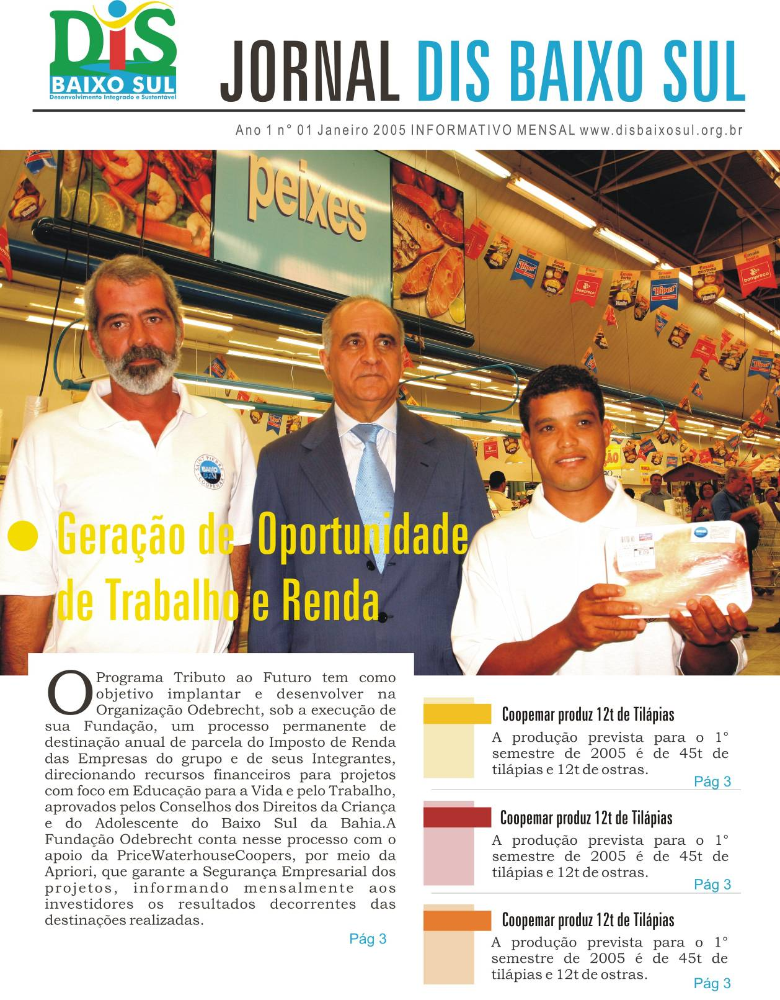 DiS
BAIXO SUL
Desenvolvimento Integrado e Sustentável
JORNAL DIS BAIXO SUL
Ano 1 n° 01 Janeiro 2005 INFORMATIVO MENSAL www.disbaixosul.org.br
peixes
Hiper
bompreço
Hiper
bompreço
SAINT PIERRE
BAIXO
SUL
COOPEMAR
Geração de Oportunidade
de Trabalho e Renda
O Programa Tributo ao Futuro tem como
objetivo implantar e desenvolver na
Organização Odebrecht, sob a execução de
sua Fundação, um processo permanente de
destinação anual de parcela do Imposto de Renda
das Empresas do grupo e de seus Integrantes,
direcionando recursos financeiros para projetos
com foco em Educação para a Vida e pelo Trabalho,
aprovados pelos Conselhos dos Direitos da Criança
e do Adolescente do Baixo Sul da Bahia.A
Fundação Odebrecht conta nesse processo com o
apoio da PriceWaterhouseCoopers, por meio da
Apriori, que garante a Segurança Empresarial dos
projetos, informando mensalmente aos
investidores os resultados decorrentes das
destinações realizadas.
Pág 3
Coopemar produz 12t de Tilápias
A produção prevista para o 1°
semestre de 2005 é de 45t de
tilápias e 12t de ostras.
Pág 3
Coopemar produz 12t de Tilápias
A produção prevista para o 1°
semestre de 2005 é de 45t de
tilápias e 12t de ostras.
Pág 3
Coopemar produz 12t de Tilápias
A produção prevista para o 1°
semestre de 2005 é de 45t de
tilápias e 12t de ostras.
Pág 3